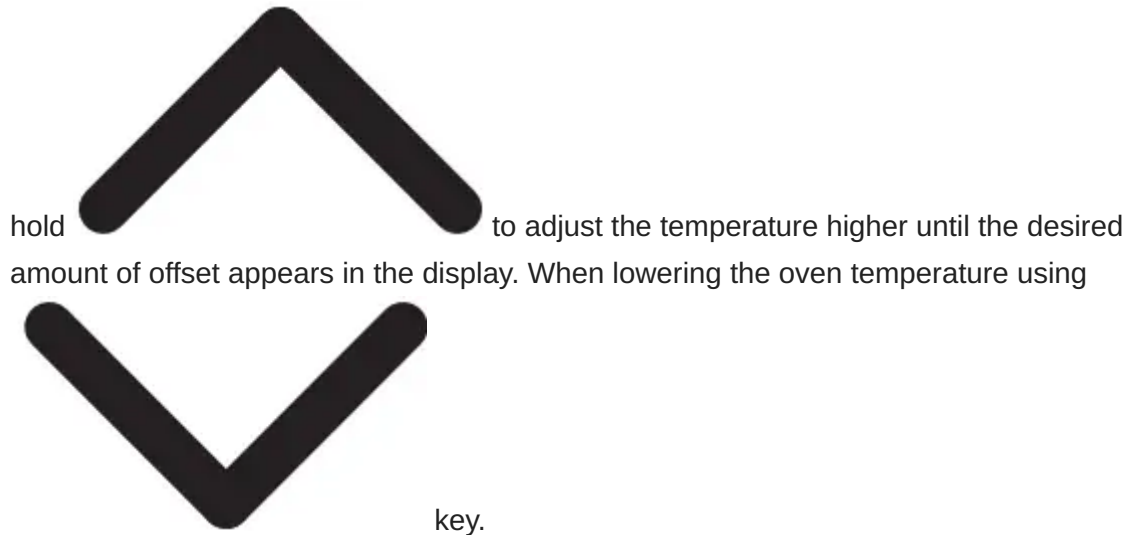 hold to adjust the temperature higher until the desired
amount of offset appears in the display. When lowering the oven temperature using
key.